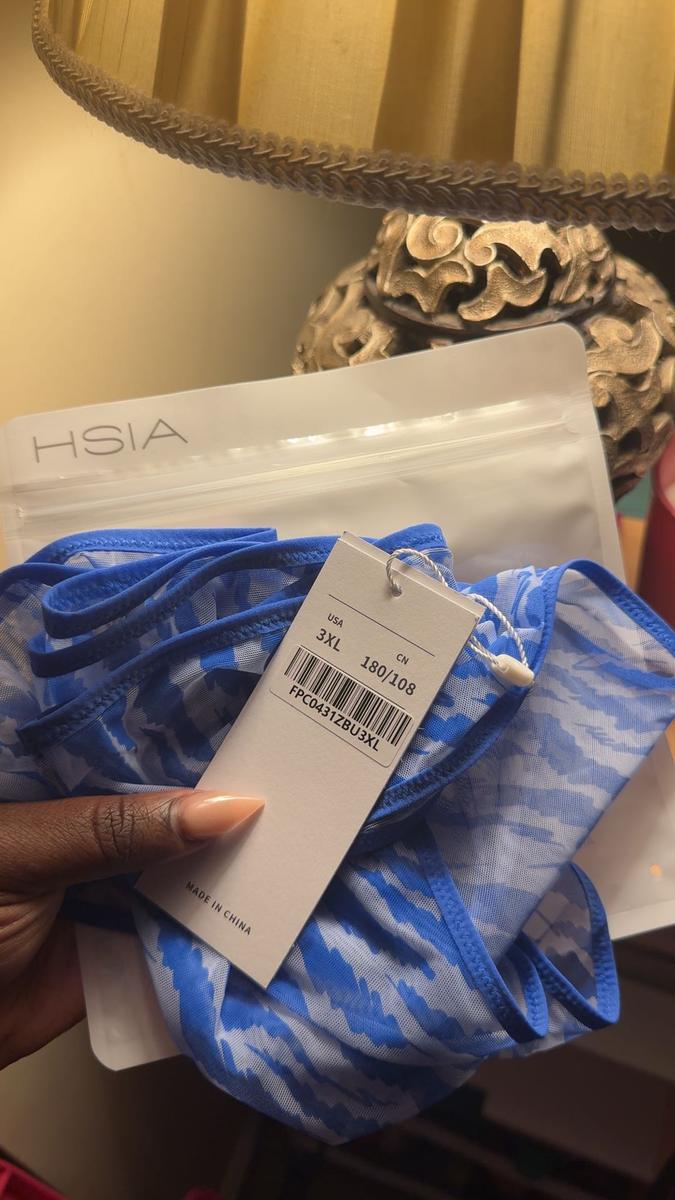 HSIA
USA
CN
3XL
180/108
FPC0431ZBU3XL
MADE IN CHINA